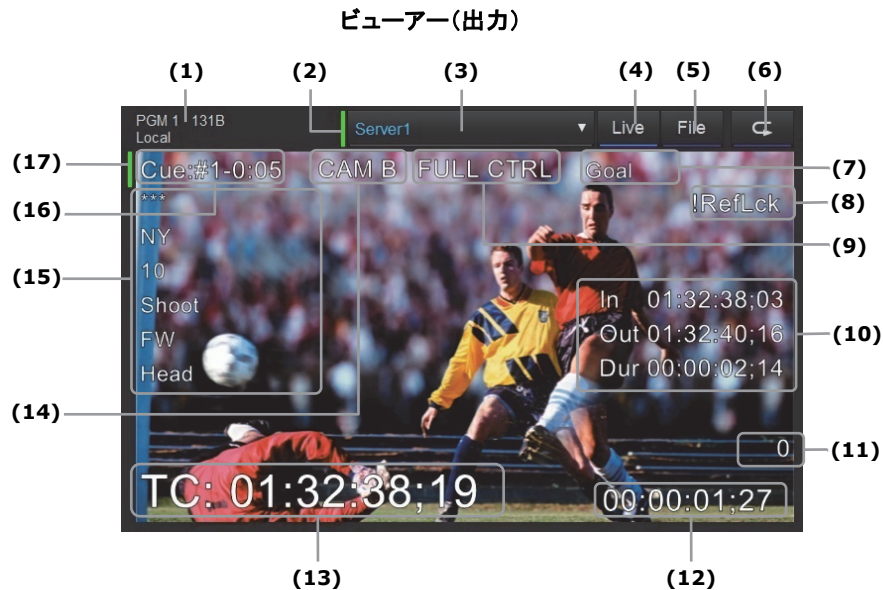 ビューアー(出力)
(1) (2) (3) (4) (5) (6)
PGM 1 - 131B
Local
Server1 ▼ Live File
(17) Cue:#1-0:05 CAM B FULL CTRL Goal (7)
(16) *** !RefLck (8)
NY (9)
(15) 10
Shoot In 01:32:38;03
FW Out 01:32:40;16 (10)
Head Dur 00:00:02;14
(14)
0 (11)
TC: 01:32:38;19 00:00:01;27
(13) (12)